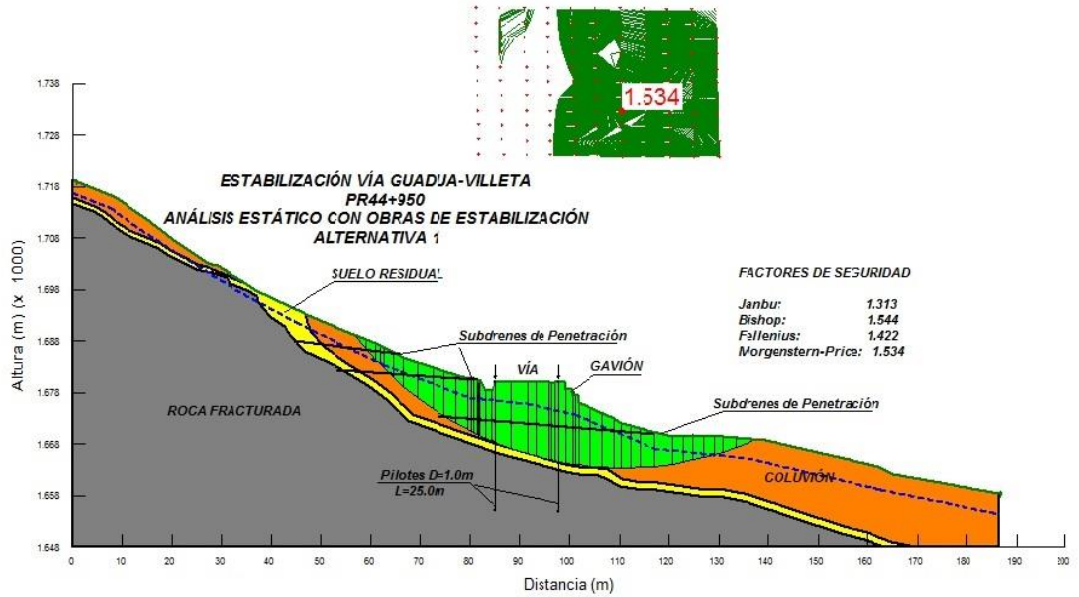 1.534
1.738
1.728
1.718
1.708
1.698
1.688
1.678
1.668
1.658
1.648
Altura (m) (x 1000)
ESTABILIZACIÓN VÍA GUADUA-VILLETA
PR44+950
ANÁLISIS ESTÁTICO CON OBRAS DE ESTABILIZACIÓN
ALTERNATIVA 1
SUELO RESIDUAL
FACTORES DE SEGURIDAD
Janbu: 1.313
Bishop: 1.544
Fellenius: 1.422
Morgenstern-Price: 1.534
Subdrenes de Penetración
VÍA
GAVIÓN
Subdrenes de Penetración
ROCA FRACTURADA
Pilotes D=1.0m
L=25.0m
COLUVIÓN
0 10 20 30 40 50 60 70 80 90 100 110 120 130 140 150 160 170 180 190 200
Distancia (m)